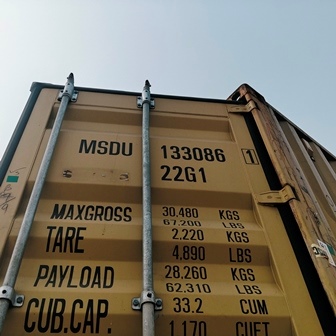 MSDU 133086 1
22G1
MAXGROSS 30,480 KGS
67,200 LBS
TARE 2,220 KGS
4,890 LBS
PAYLOAD 28,260 KGS
62,310 LBS
CUB.CAP. 33.2 CUM
1,170 CUFT